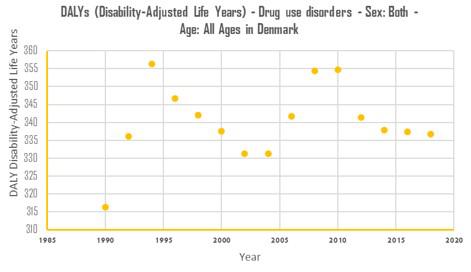 DALYs (Disability-Adjusted Life Years) - Drug use disorders - Sex: Both -
Age: All Ages in Denmark
DALY Disability-Adjusted Life Years
360
355
350
345
340
335
330
325
320
315
310
1985 1990 1995 2000 2005 2010 2015 2020
Year